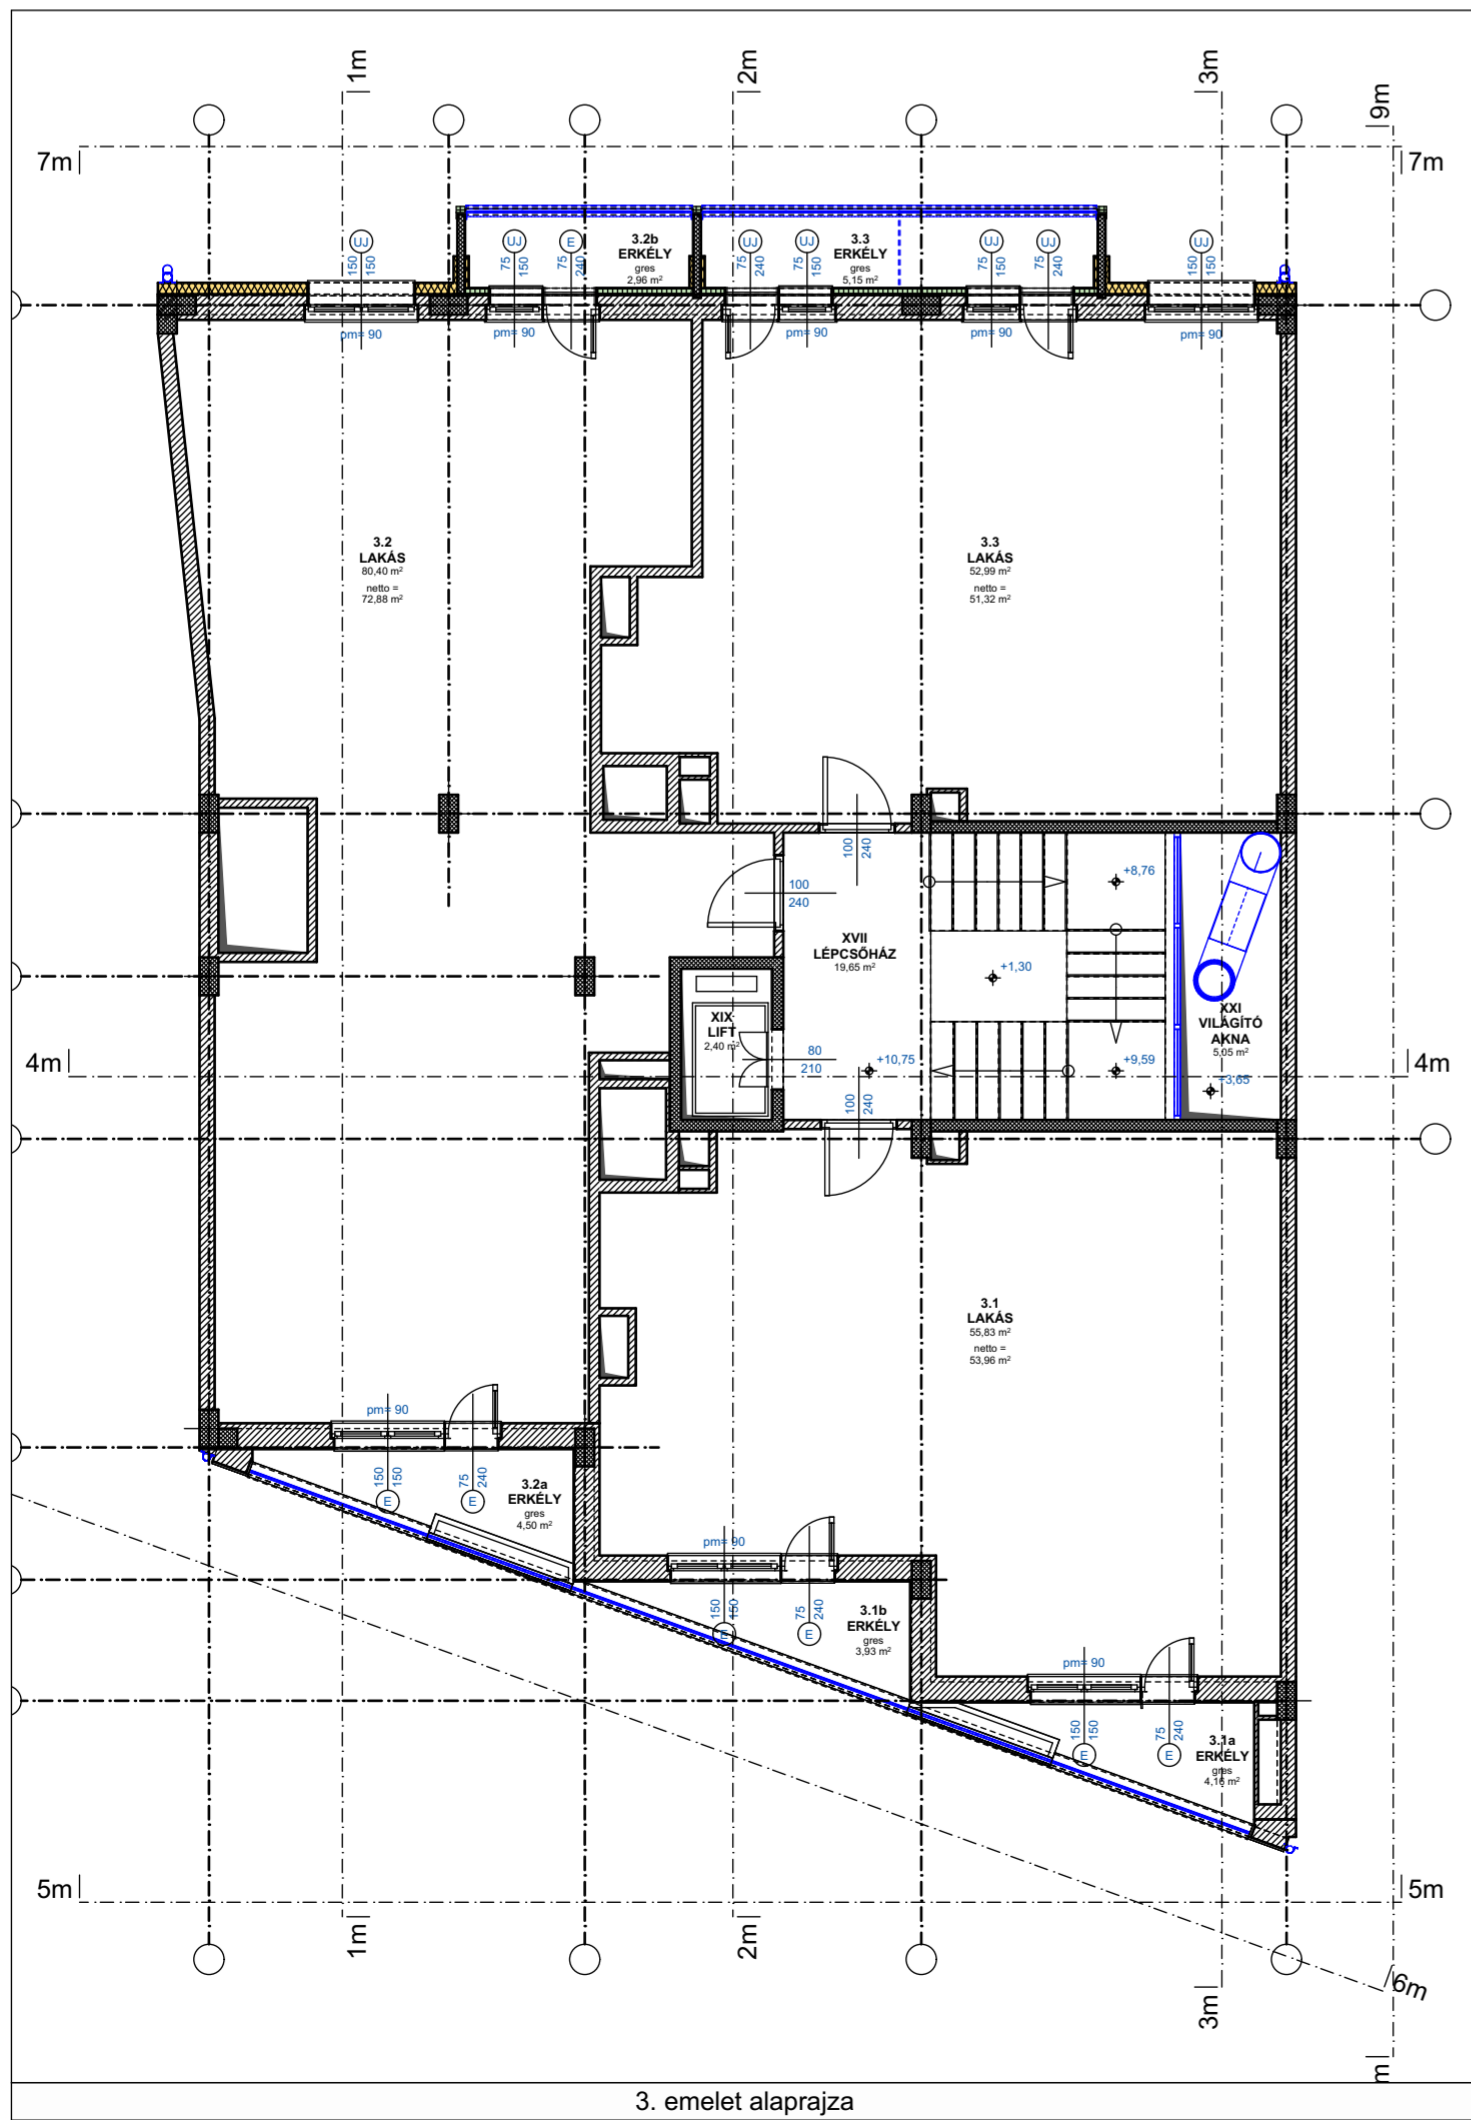 1m
2m
3m
9m
7m
7m
3.2b
ERKÉLY
gres
2,96 m²
3.3
ERKÉLY
gres
5,15 m²
UJ
150
150
UJ
75
150
E
75
240
UJ
75
240
UJ
75
150
UJ
75
150
UJ
75
240
UJ
150
150
pm= 90
pm= 90
pm= 90
pm= 90
pm= 90
3.2
LAKÁS
80,40 m²
netto =
72,88 m²
3.3
LAKÁS
52,99 m²
netto =
51,32 m²
100
240
100
240
+8,76
XVII
LÉPCSŐHÁZ
19,65 m²
+1,30
XIX
LIFT
2,40 m²
XXI
VILÁGÍTÓ
AKNA
5,05 m²
80
210
+10,75
+9,59
+3,65
4m
4m
100
240
3.1
LAKÁS
55,83 m²
netto =
53,96 m²
pm= 90
150
150
E
75
240
E
3.2a
ERKÉLY
gres
4,50 m²
pm= 90
150
150
E
75
240
E
3.1b
ERKÉLY
gres
3,93 m²
pm= 90
150
150
E
75
240
E
3.1a
ERKÉLY
gres
4,16 m²
5m
5m
1m
2m
3m
6m
m
3. emelet alaprajza